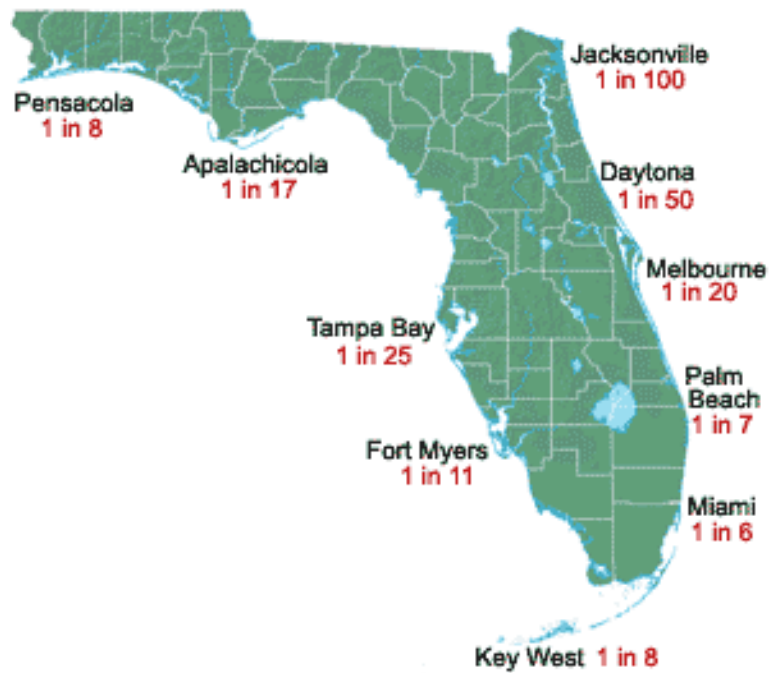 Jacksonville
1 in 100
Pensacola
1 in 8
Apalachicola
1 in 17
Daytona
1 in 50
Melbourne
1 in 20
Tampa Bay
1 in 25
Palm
Beach
1 in 7
Fort Myers
1 in 11
Miami
1 in 6
Key West 1 in 8